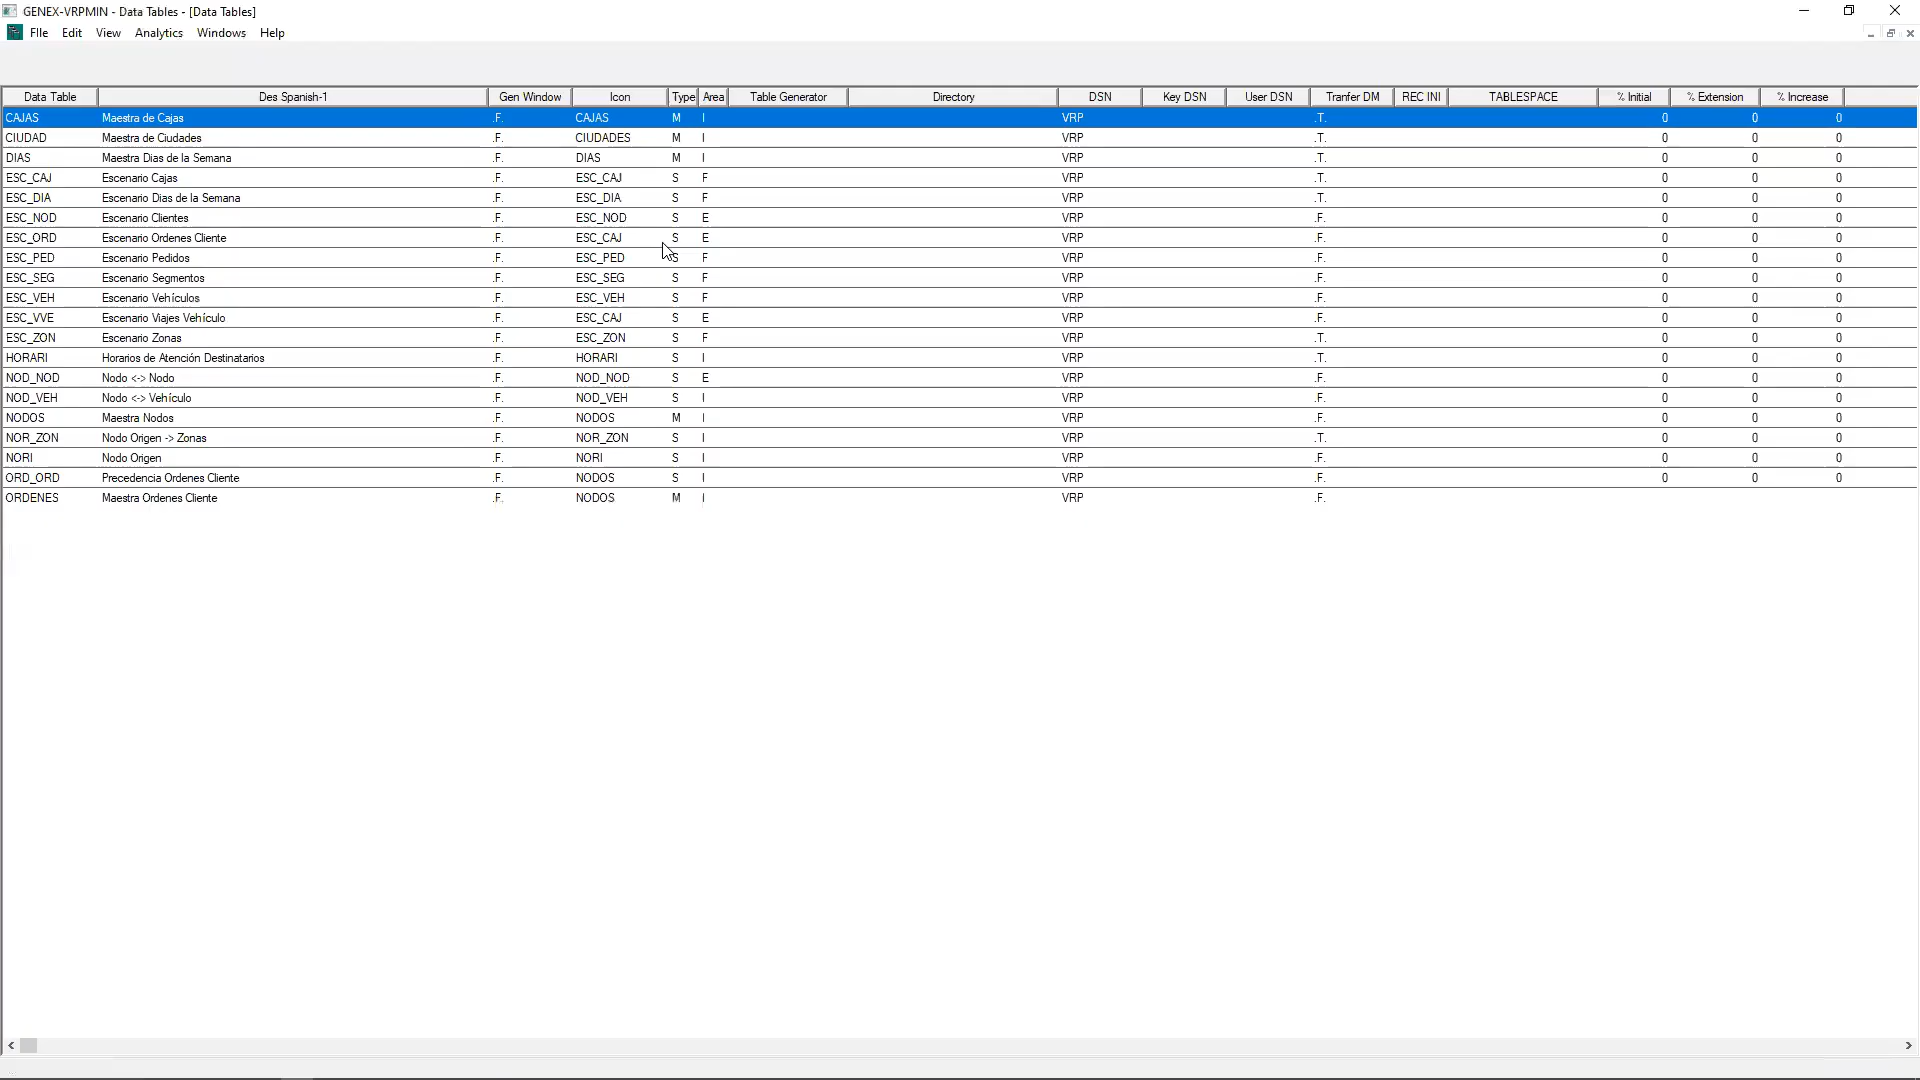 GENEX-VRPMIN - Data Tables - [Data Tables]
FIle Edit View Analytics Windows Help
Data Table Des Spanish-1 Gen Window Icon Type Area Table Generator Directory DSN Key DSN User DSN Tranfer DM REC INI TABLESPACE % Initial % Extension % Increase
CAJAS Maestra de Cajas .F. CAJAS M I VRP .T. 0 0 0
CIUDAD Maestra de Ciudades .F. CIUDADES M I VRP .T. 0 0 0
DIAS Maestra Dias de la Semana .F. DIAS M I VRP .T. 0 0 0
ESC_CAJ Escenario Cajas .F. ESC_CAJ S F VRP .T. 0 0 0
ESC_DIA Escenario Dias de la Semana .F. ESC_DIA S F VRP .T. 0 0 0
ESC_NOD Escenario Clientes .F. ESC_NOD S E VRP .F. 0 0 0
ESC_ORD Escenario Ordenes Cliente .F. ESC_CAJ S E VRP .F. 0 0 0
ESC_PED Escenario Pedidos .F. ESC_PED S F VRP .F. 0 0 0
ESC_SEG Escenario Segmentos .F. ESC_SEG S F VRP .F. 0 0 0
ESC_VEH Escenario Vehículos .F. ESC_VEH S F VRP .F. 0 0 0
ESC_VVE Escenario Viajes Vehículo .F. ESC_CAJ S E VRP .F. 0 0 0
ESC_ZON Escenario Zonas .F. ESC_ZON S F VRP .T. 0 0 0
HORARI Horarios de Atención Destinatarios .F. HORARI S I VRP .T. 0 0 0
NOD_NOD Nodo <-> Nodo .F. NOD_NOD S E VRP .F. 0 0 0
NOD_VEH Nodo <-> Vehículo .F. NOD_VEH S I VRP .F. 0 0 0
NODOS Maestra Nodos .F. NODOS M I VRP .F. 0 0 0
NOR_ZON Nodo Origen -> Zonas .F. NOR_ZON S I VRP .T. 0 0 0
NORI Nodo Origen .F. NORI S I VRP .F. 0 0 0
ORD_ORD Precedencia Ordenes Cliente .F. NODOS S I VRP .F. 0 0 0
ORDENES Maestra Ordenes Cliente .F. NODOS M I VRP .F.